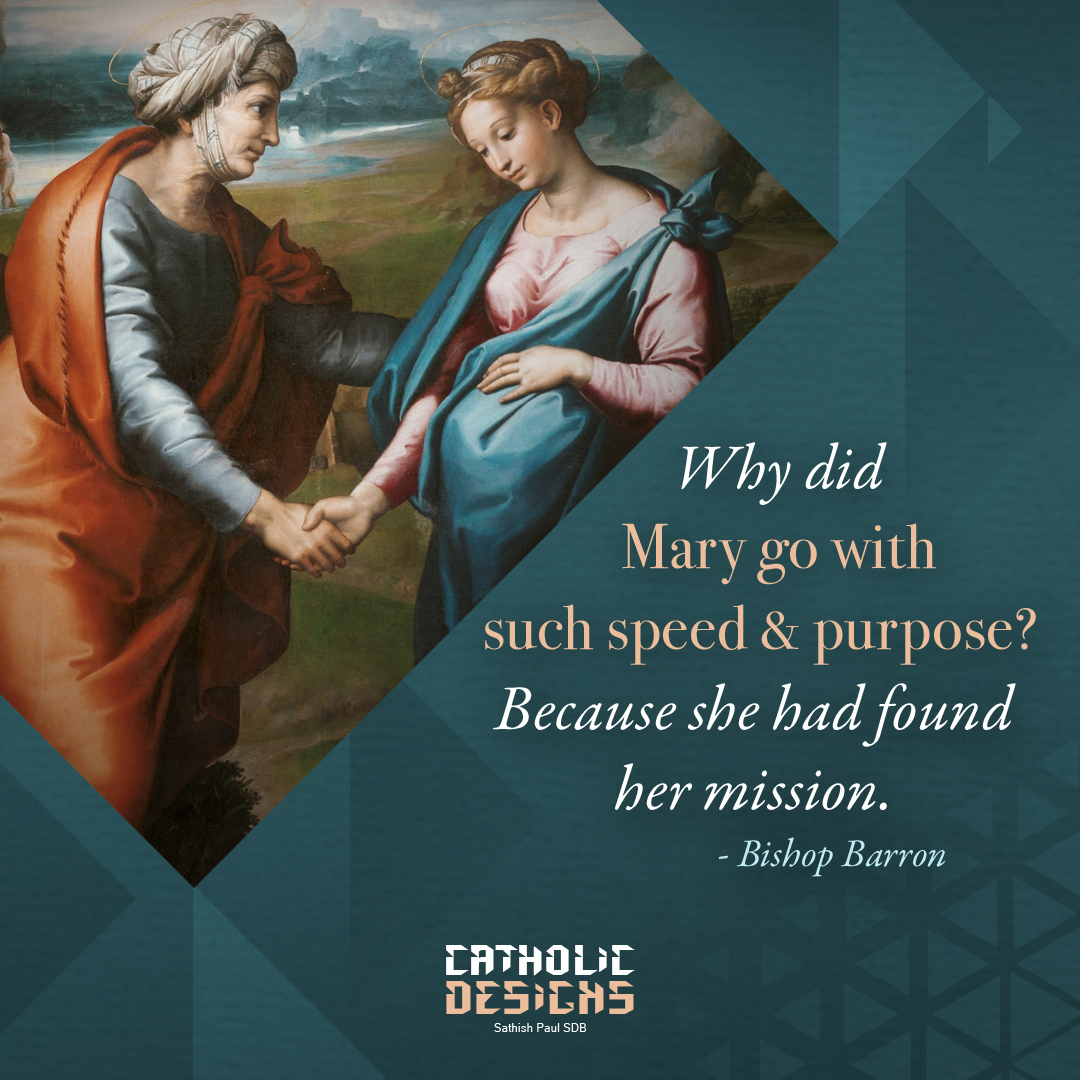 Why did
Mary go with
such speed & purpose?
Because she had found
her mission.
- Bishop Barron
CATHOLIC
DESIGNS
Sathish Paul SDB